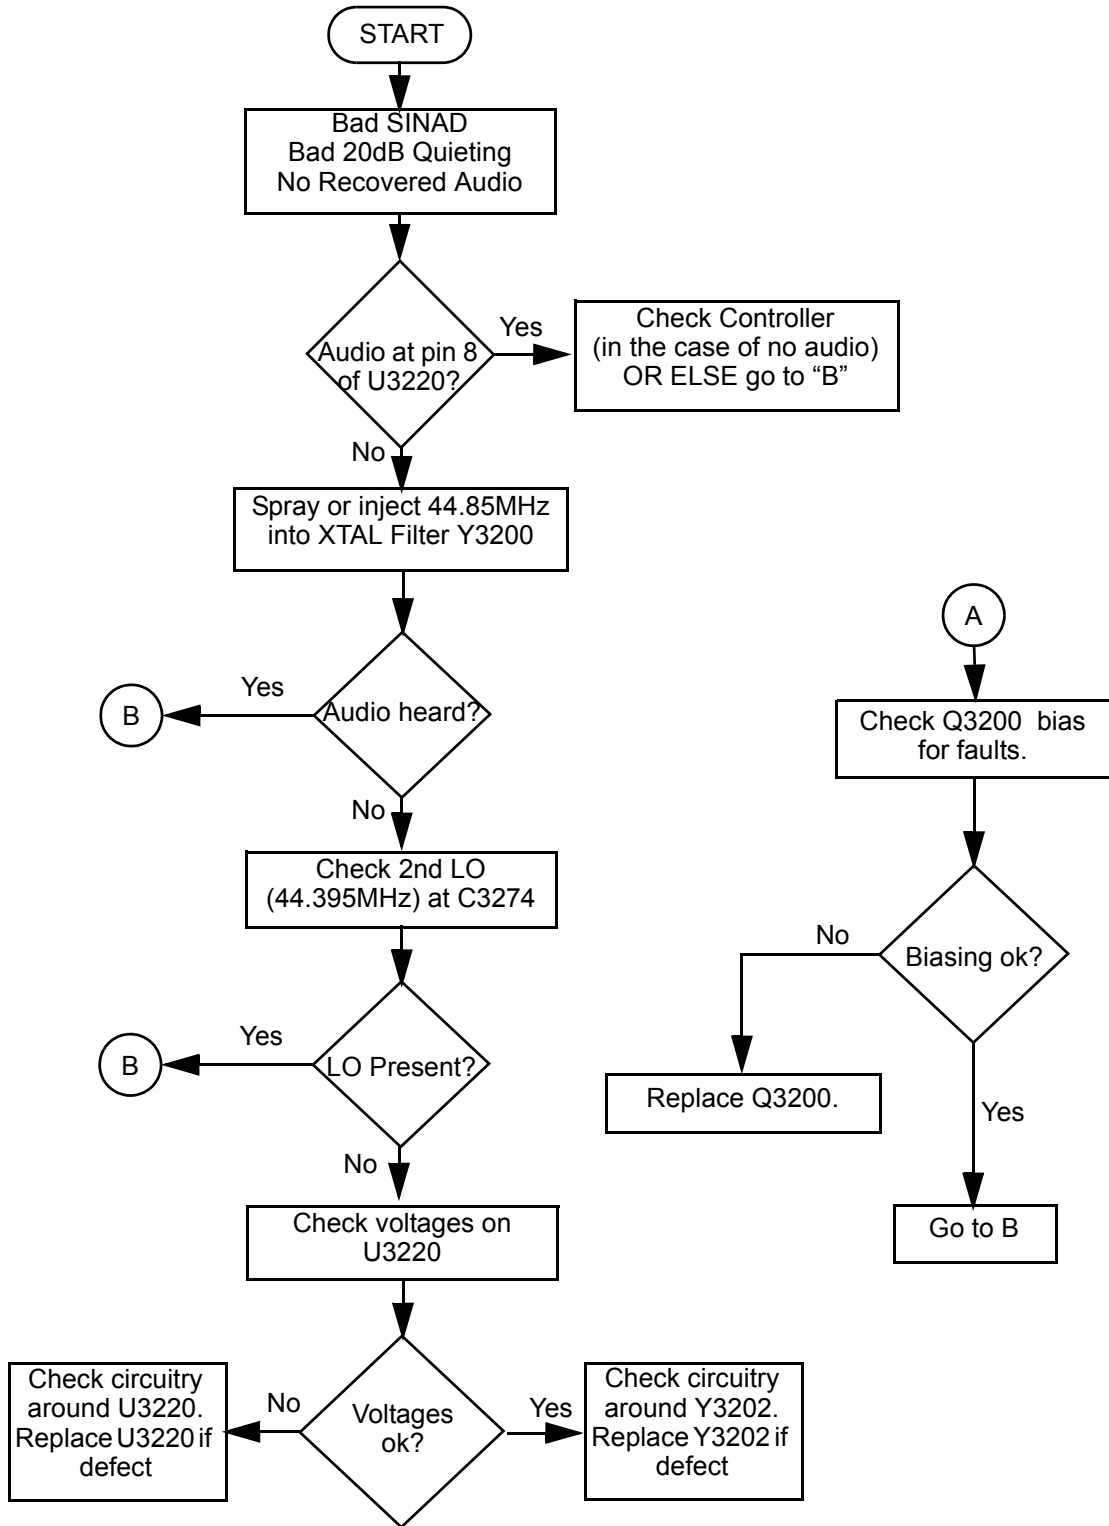 START
Bad SINAD
Bad 20dB Quieting
No Recovered Audio
Audio at pin 8
of U3220?
Yes
Check Controller
(in the case of no audio)
OR ELSE go to “B”
No
Spray or inject 44.85MHz
into XTAL Filter Y3200
Audio heard?
Yes
B
No
Check 2nd LO
(44.395MHz) at C3274
LO Present?
Yes
B
No
Check voltages on
U3220
Voltages
ok?
No
Check circuitry
around U3220.
Replace U3220 if
defect
Yes
Check circuitry
around Y3202.
Replace Y3202 if
defect
A
Check Q3200 bias
for faults.
Biasing ok?
No
Replace Q3200.
Yes
Go to B